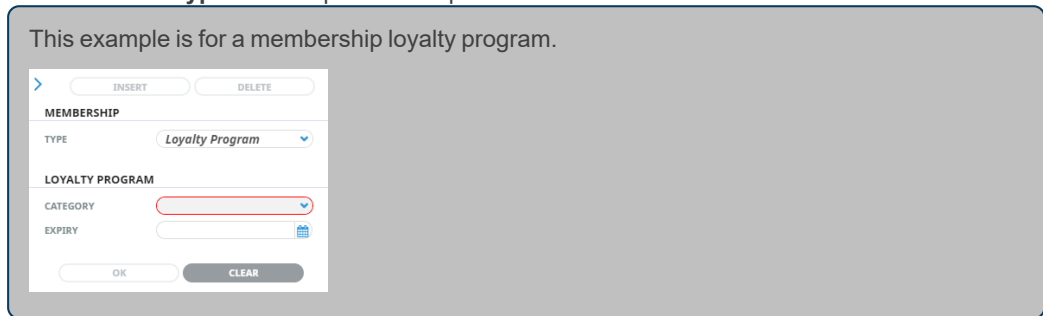 This example is for a membership loyalty program.
INSERT DELETE
MEMBERSHIP
TYPE Loyalty Program
LOYALTY PROGRAM
CATEGORY
EXPIRY
OK CLEAR